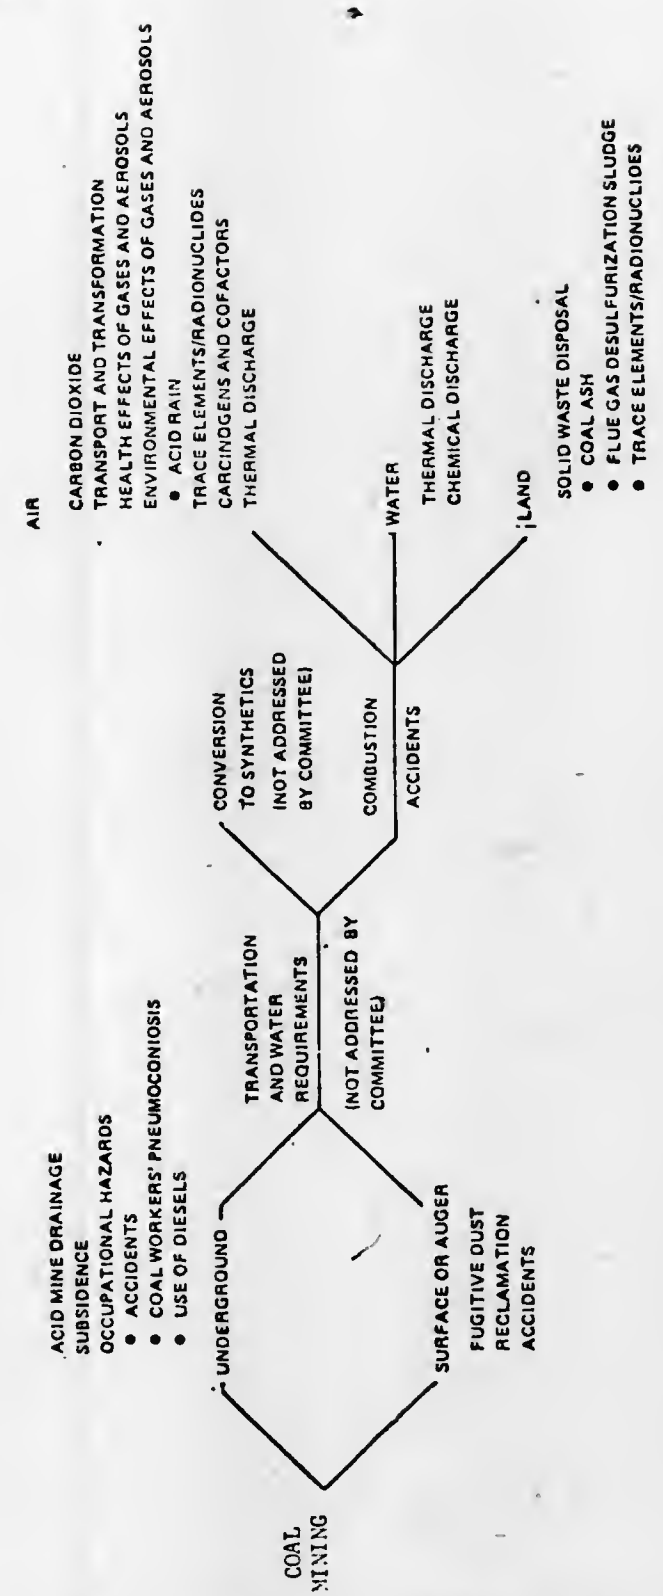 COAL
MINING
ACID MINE DRAINAGE
SUBSIDENCE
OCCUPATIONAL HAZARDS
● ACCIDENTS
● COAL WORKERS' PNEUMOCONIOSIS
● USE OF DIESELS
UNDERGROUND
SURFACE OR AUGER
FUGITIVE DUST
RECLAMATION
ACCIDENTS
TRANSPORTATION
AND WATER
REQUIREMENTS
(NOT ADDRESSED BY
COMMITTEE)
CONVERSION
TO SYNTHETICS
(NOT ADDRESSED
BY COMMITTEE)
COMBUSTION
ACCIDENTS
AIR
CARBON DIOXIDE
TRANSPORT AND TRANSFORMATION
HEALTH EFFECTS OF GASES AND AEROSOLS
ENVIRONMENTAL EFFECTS OF GASES AND AEROSOLS
● ACID RAIN
TRACE ELEMENTS/RADIONUCLIDES
CARCINOGENS AND COFACTORS
THERMAL DISCHARGE
WATER
THERMAL DISCHARGE
CHEMICAL DISCHARGE
LAND
SOLID WASTE DISPOSAL
● COAL ASH
● FLUE GAS DESULFURIZATION SLUDGE
● TRACE ELEMENTS/RADIONUCLIDES